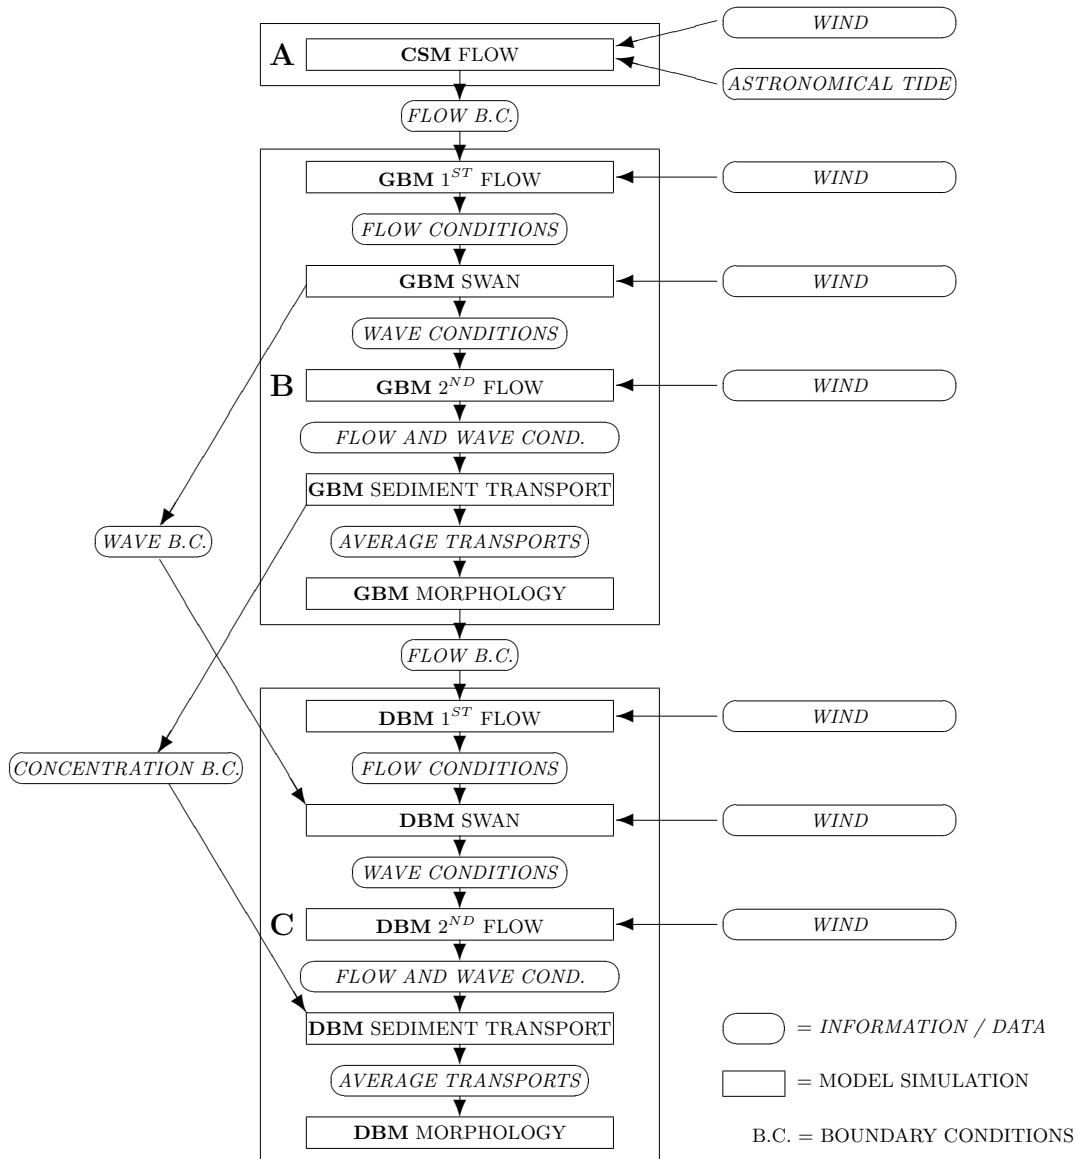 WIND
A
CSM FLOW
ASTRONOMICAL TIDE
FLOW B.C.
GBM 1ST FLOW
WIND
FLOW CONDITIONS
GBM SWAN
WIND
WAVE CONDITIONS
B
GBM 2ND FLOW
WIND
FLOW AND WAVE COND.
GBM SEDIMENT TRANSPORT
WAVE B.C.
AVERAGE TRANSPORTS
GBM MORPHOLOGY
FLOW B.C.
DBM 1ST FLOW
WIND
CONCENTRATION B.C.
FLOW CONDITIONS
DBM SWAN
WIND
WAVE CONDITIONS
C
DBM 2ND FLOW
WIND
FLOW AND WAVE COND.
DBM SEDIMENT TRANSPORT
= INFORMATION / DATA
AVERAGE TRANSPORTS
= MODEL SIMULATION
DBM MORPHOLOGY
B.C. = BOUNDARY CONDITIONS